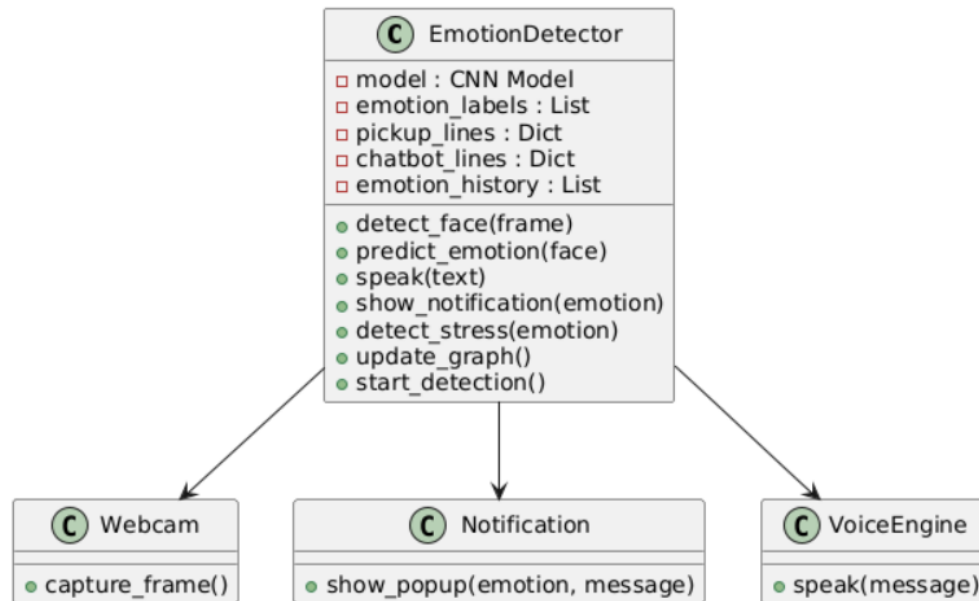 C EmotionDetector
model : CNN Model
emotion_labels : List
pickup_lines : Dict
chatbot_lines : Dict
emotion_history : List
detect_face(frame)
predict_emotion(face)
speak(text)
show_notification(emotion)
detect_stress(emotion)
update_graph()
start_detection()
C Webcam
capture_frame()
C Notification
show_popup(emotion, message)
C VoiceEngine
speak(message)